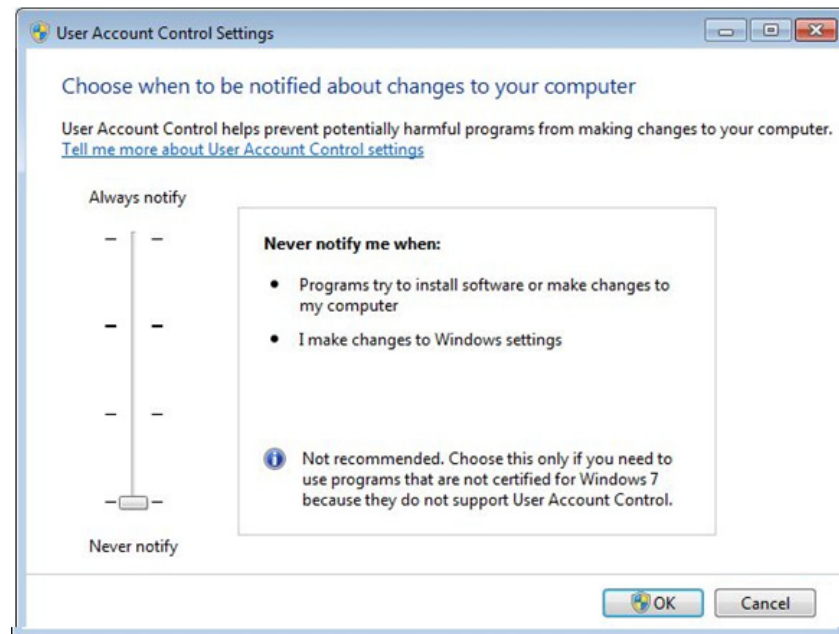 User Account Control Settings
Choose when to be notified about changes to your computer
User Account Control helps prevent potentially harmful programs from making changes to your computer.
Tell me more about User Account Control settings
Always notify
Never notify me when:
Programs try to install software or make changes to
my computer
I make changes to Windows settings
Not recommended. Choose this only if you need to
use programs that are not certified for Windows 7
because they do not support User Account Control.
Never notify
OK
Cancel